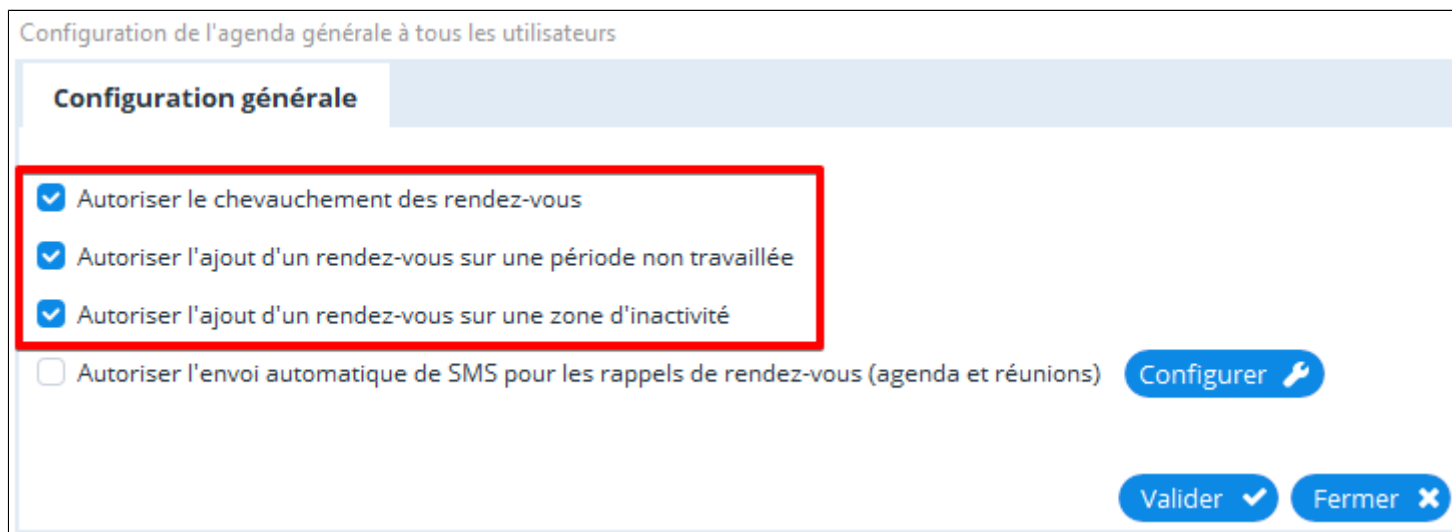 Configuration de l'agenda générale à tous les utilisateurs
Configuration générale
Autoriser le chevauchement des rendez-vous
Autoriser l'ajout d'un rendez-vous sur une période non travaillée
Autoriser l'ajout d'un rendez-vous sur une zone d'inactivité
Autoriser l'envoi automatique de SMS pour les rappels de rendez-vous (agenda et réunions) Configurer
Valider Fermer